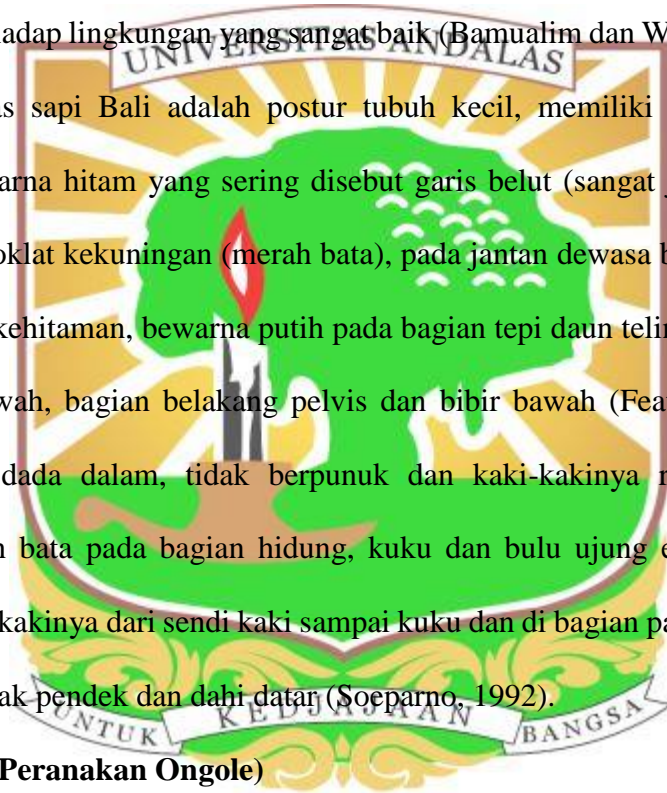 adap lingkungan yang sangat baik (Bamualim dan W
UNIVERSITAS ANDALAS
as sapi Bali adalah postur tubuh kecil, memiliki
arna hitam yang sering disebut garis belut (sangat
oklat kekuningan (merah bata), pada jantan dewasa b
kehitaman, bewarna putih pada bagian tepi daun telin
wah, bagian belakang pelvis dan bibir bawah (Feat
dada dalam, tidak berpunuk dan kaki-kakinya r
h bata pada bagian hidung, kuku dan bulu ujung e
kakinya dari sendi kaki sampai kuku dan di bagian pa
ak pendek dan dahi datar (Soeparno, 1992).
UNTUK KEDJAJAAN BANGSA
Peranakan Ongole)